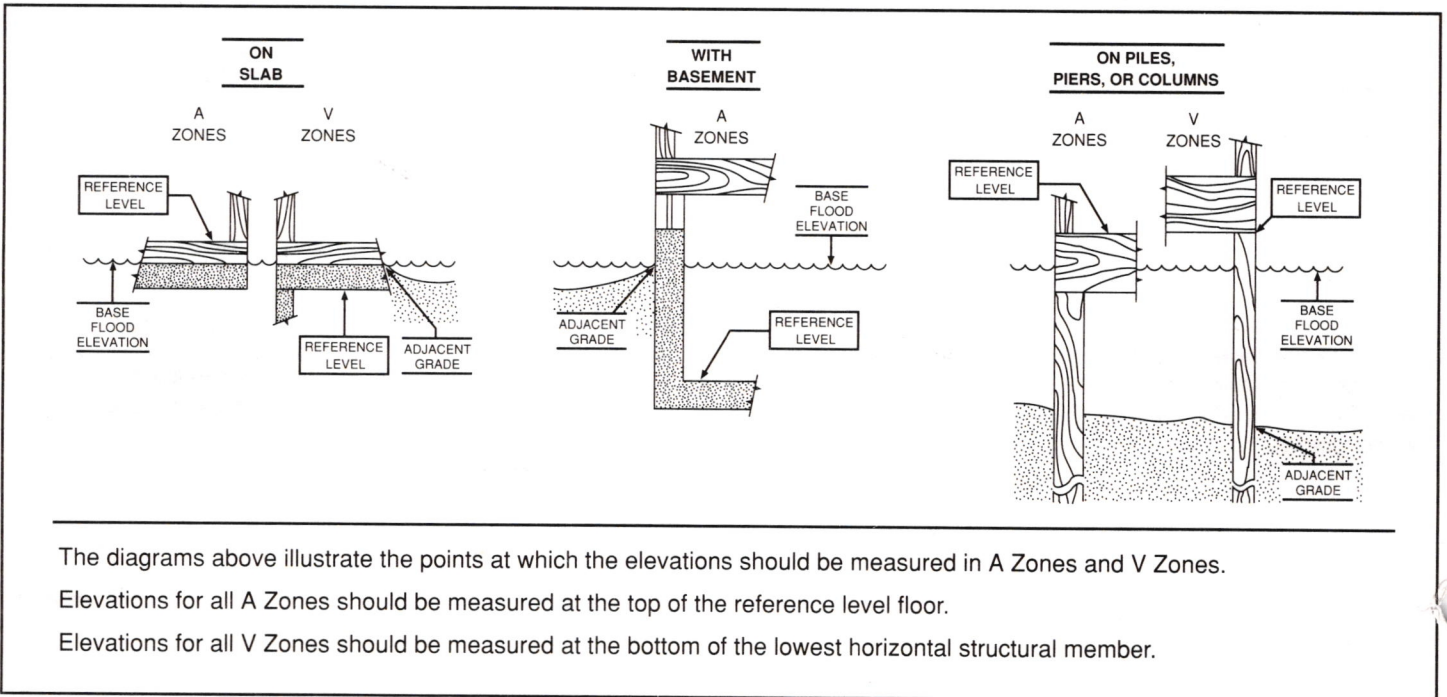 ON
SLAB
A
ZONES
V
ZONES
REFERENCE
LEVEL
BASE
FLOOD
ELEVATION
REFERENCE
LEVEL
ADJACENT
GRADE
WITH
BASEMENT
A
ZONES
BASE
FLOOD
ELEVATION
ADJACENT
GRADE
REFERENCE
LEVEL
ON PILES,
PIERS, OR COLUMNS
A
ZONES
V
ZONES
REFERENCE
LEVEL
REFERENCE
LEVEL
BASE
FLOOD
ELEVATION
ADJACENT
GRADE
The diagrams above illustrate the points at which the elevations should be measured in A Zones and V Zones.
Elevations for all A Zones should be measured at the top of the reference level floor.
Elevations for all V Zones should be measured at the bottom of the lowest horizontal structural member.